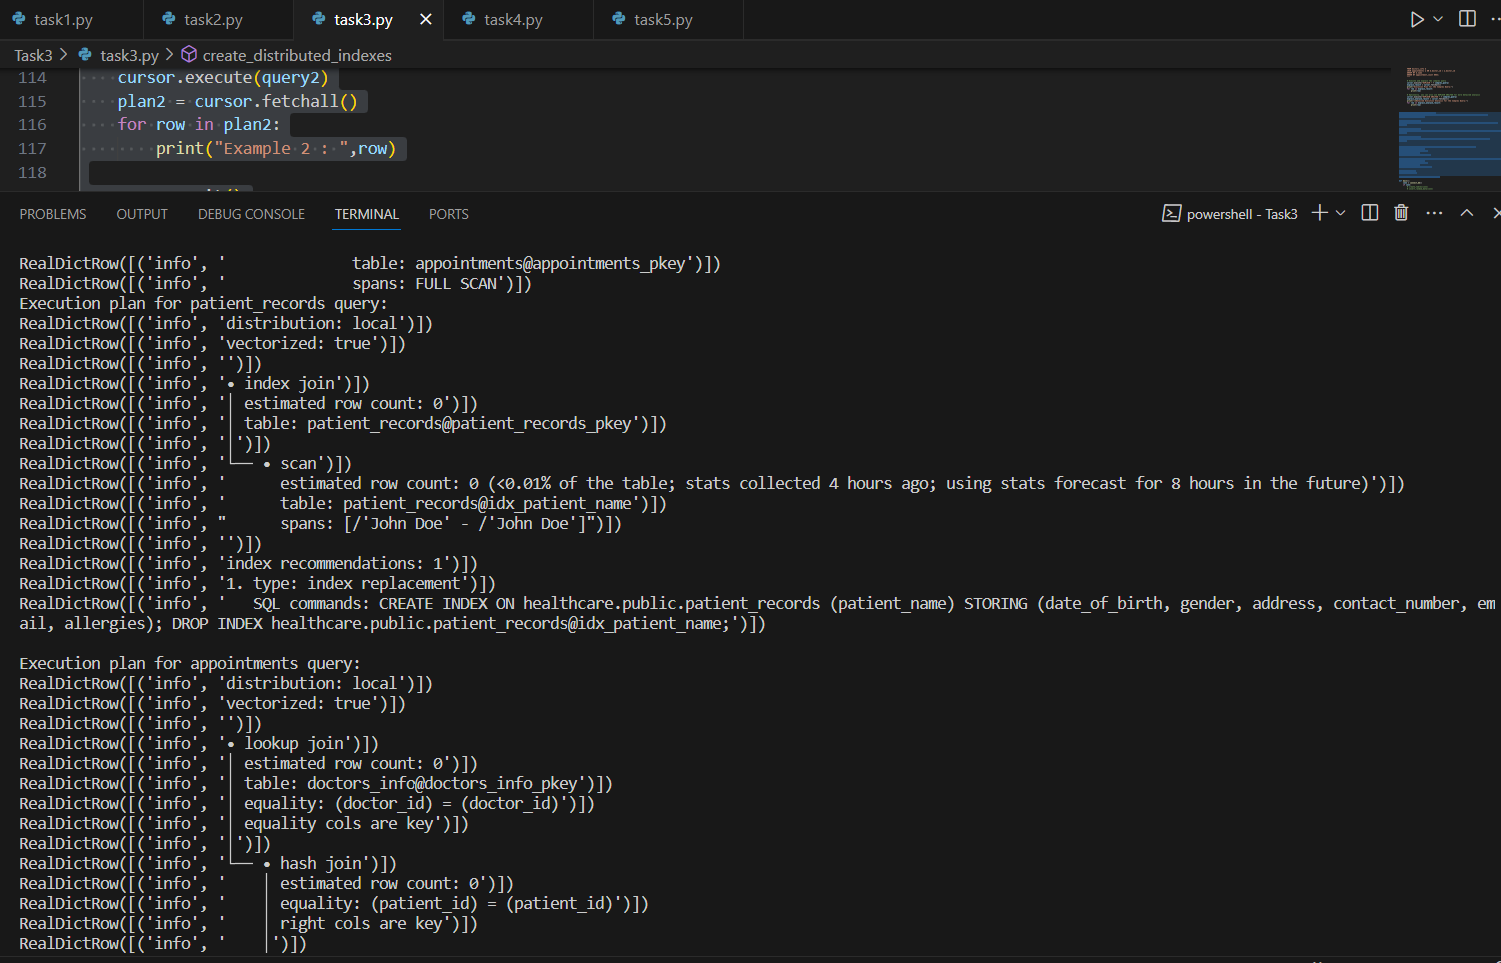 task1.py task2.py task3.py task4.py task5.py
Task3 > task3.py > create_distributed_indexes
114 cursor.execute(query2)
115 plan2 = cursor.fetchall()
116 for row in plan2:
117 print("Example 2 : ",row)
118
PROBLEMS OUTPUT DEBUG CONSOLE TERMINAL PORTS powershell - Task3
RealDictRow([('info', '              table: appointments@appointments_pkey')])
RealDictRow([('info', '              spans: FULL SCAN')])
Execution plan for patient_records query:
RealDictRow([('info', 'distribution: local')])
RealDictRow([('info', 'vectorized: true')])
RealDictRow([('info', '')])
RealDictRow([('info', '• index join')])
RealDictRow([('info', '│ estimated row count: 0')])
RealDictRow([('info', '│ table: patient_records@patient_records_pkey')])
RealDictRow([('info', '│')])
RealDictRow([('info', '└── • scan')])
RealDictRow([('info', '      estimated row count: 0 (<0.01% of the table; stats collected 4 hours ago; using stats forecast for 8 hours in the future)')])
RealDictRow([('info', '      table: patient_records@idx_patient_name')])
RealDictRow([('info', "      spans: [/'John Doe' - /'John Doe']")])
RealDictRow([('info', '')])
RealDictRow([('info', 'index recommendations: 1')])
RealDictRow([('info', '1. type: index replacement')])
RealDictRow([('info', '   SQL commands: CREATE INDEX ON healthcare.public.patient_records (patient_name) STORING (date_of_birth, gender, address, contact_number, em
ail, allergies); DROP INDEX healthcare.public.patient_records@idx_patient_name;')])
Execution plan for appointments query:
RealDictRow([('info', 'distribution: local')])
RealDictRow([('info', 'vectorized: true')])
RealDictRow([('info', '')])
RealDictRow([('info', '• lookup join')])
RealDictRow([('info', '│ estimated row count: 0')])
RealDictRow([('info', '│ table: doctors_info@doctors_info_pkey')])
RealDictRow([('info', '│ equality: (doctor_id) = (doctor_id)')])
RealDictRow([('info', '│ equality cols are key')])
RealDictRow([('info', '│')])
RealDictRow([('info', '└── • hash join')])
RealDictRow([('info', '    │ estimated row count: 0')])
RealDictRow([('info', '    │ equality: (patient_id) = (patient_id)')])
RealDictRow([('info', '    │ right cols are key')])
RealDictRow([('info', '    │')])